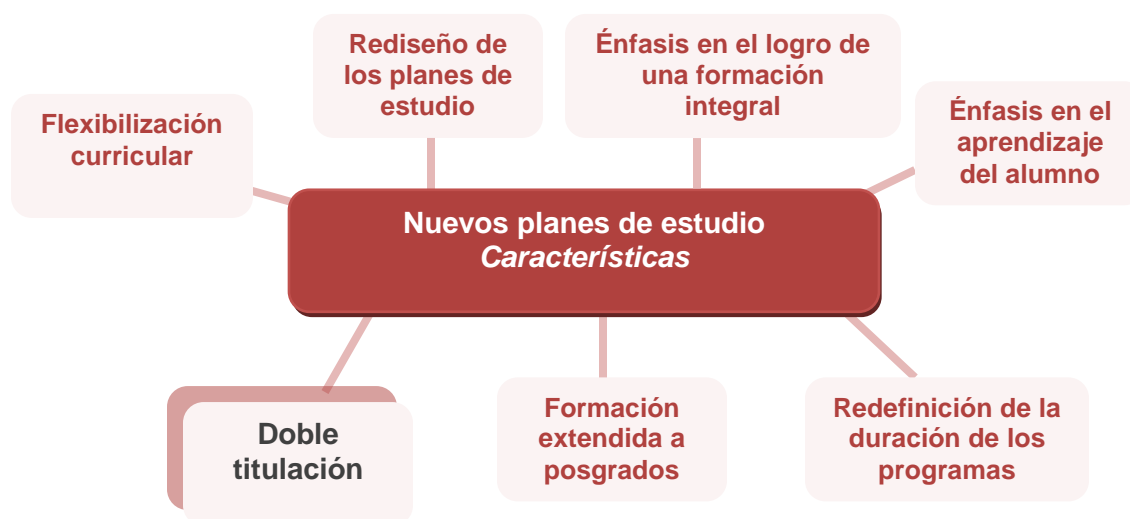 Rediseño de
los planes de
estudio
Énfasis en el logro de
una formación
integral
Flexibilización
curricular
Énfasis en el
aprendizaje
del alumno
Nuevos planes de estudio
Características
Doble
titulación
Formación
extendida a
posgrados
Redefinición de la
duración de los
programas